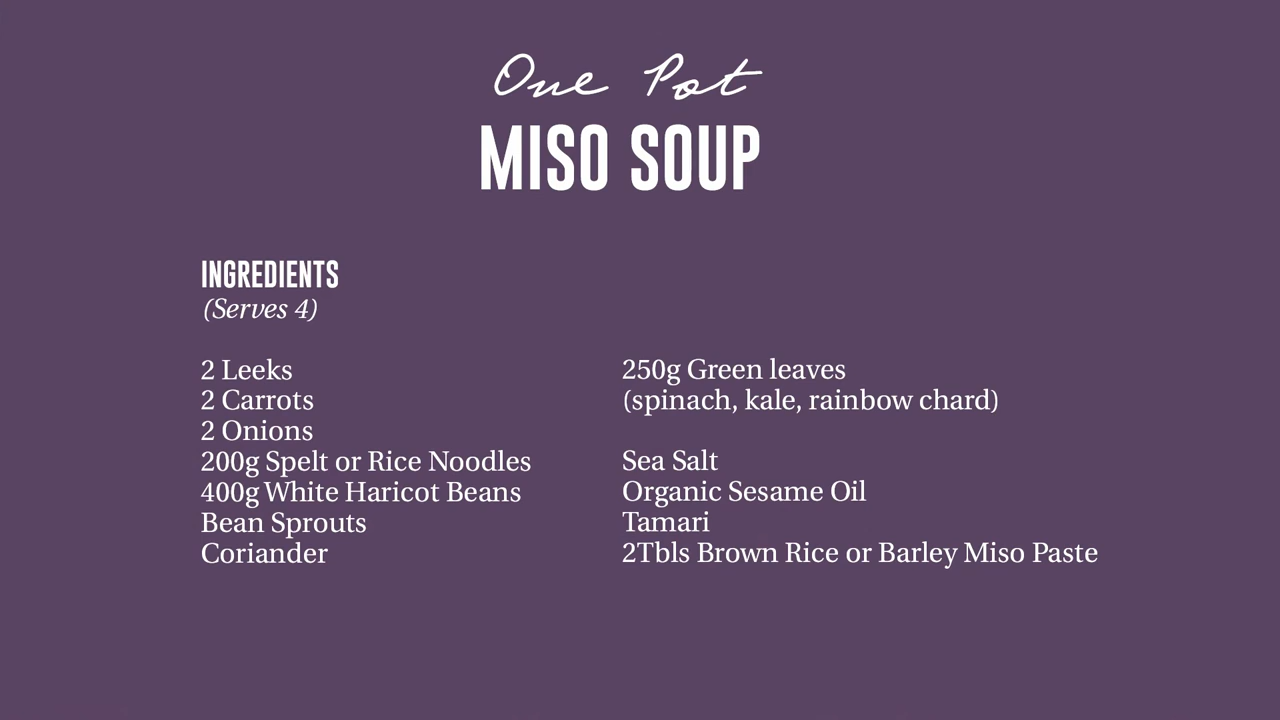 One Pot
MISO SOUP
INGREDIENTS
(Serves 4)
2 Leeks
2 Carrots
2 Onions
200g Spelt or Rice Noodles
400g White Haricot Beans
Bean Sprouts
Coriander
250g Green leaves
(spinach, kale, rainbow chard)
Sea Salt
Organic Sesame Oil
Tamari
2Tbls Brown Rice or Barley Miso Paste